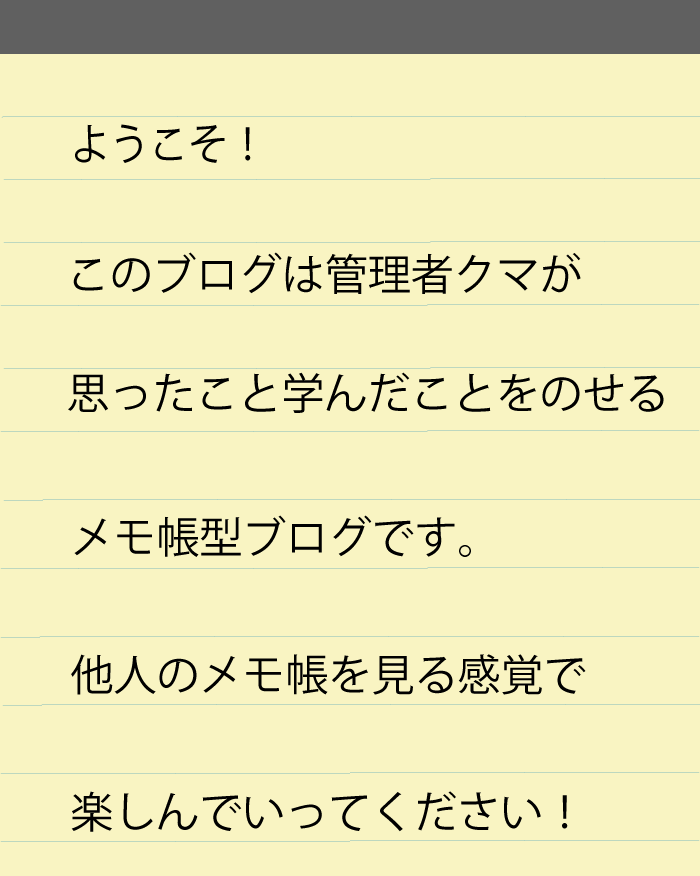 ようこそ！
このブログは管理者クマが
思ったこと学んだことをのせる
メモ帳型ブログです。
他人のメモ帳を見る感覚で
楽しんでいってください！